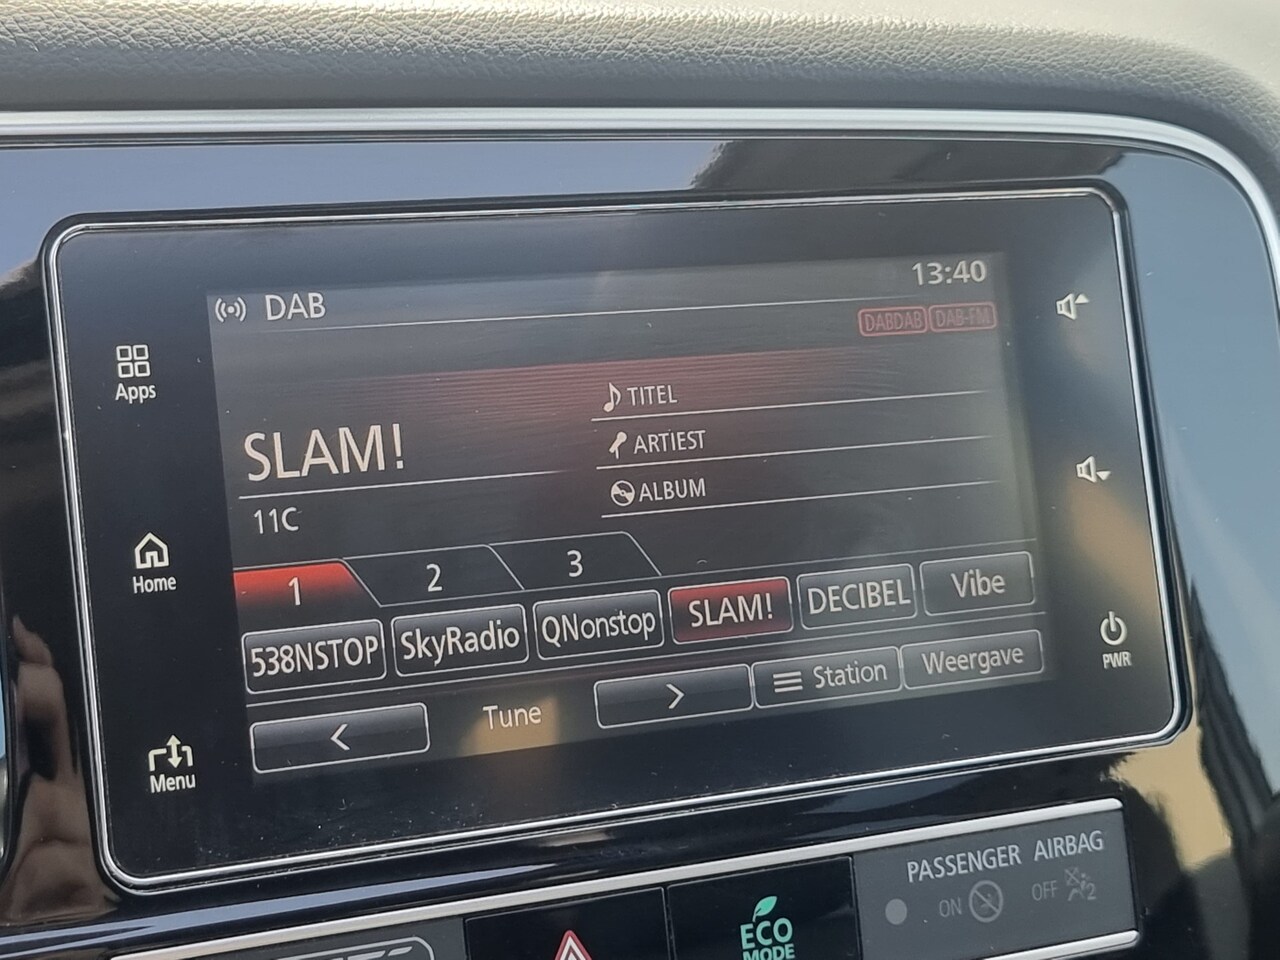 13:40
DAB
DABDAB DAB-FM
Apps
TITEL
SLAM!
ARTIEST
ALBUM
11C
Home
1 2 3
538NSTOP SkyRadio QNonstop SLAM! DECIBEL Vibe
< Tune > Station Weergave
PWR
Menu
PASSENGER AIRBAG
ON OFF 2
ECO
MODE